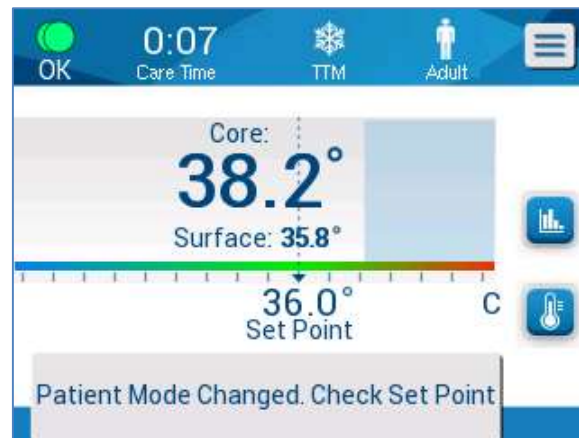 OK
0:07
Care Time
TTM
Adult
Core:
38.2°
Surface: 35.8°
36.0°
C
Set Point
Patient Mode Changed. Check Set Point